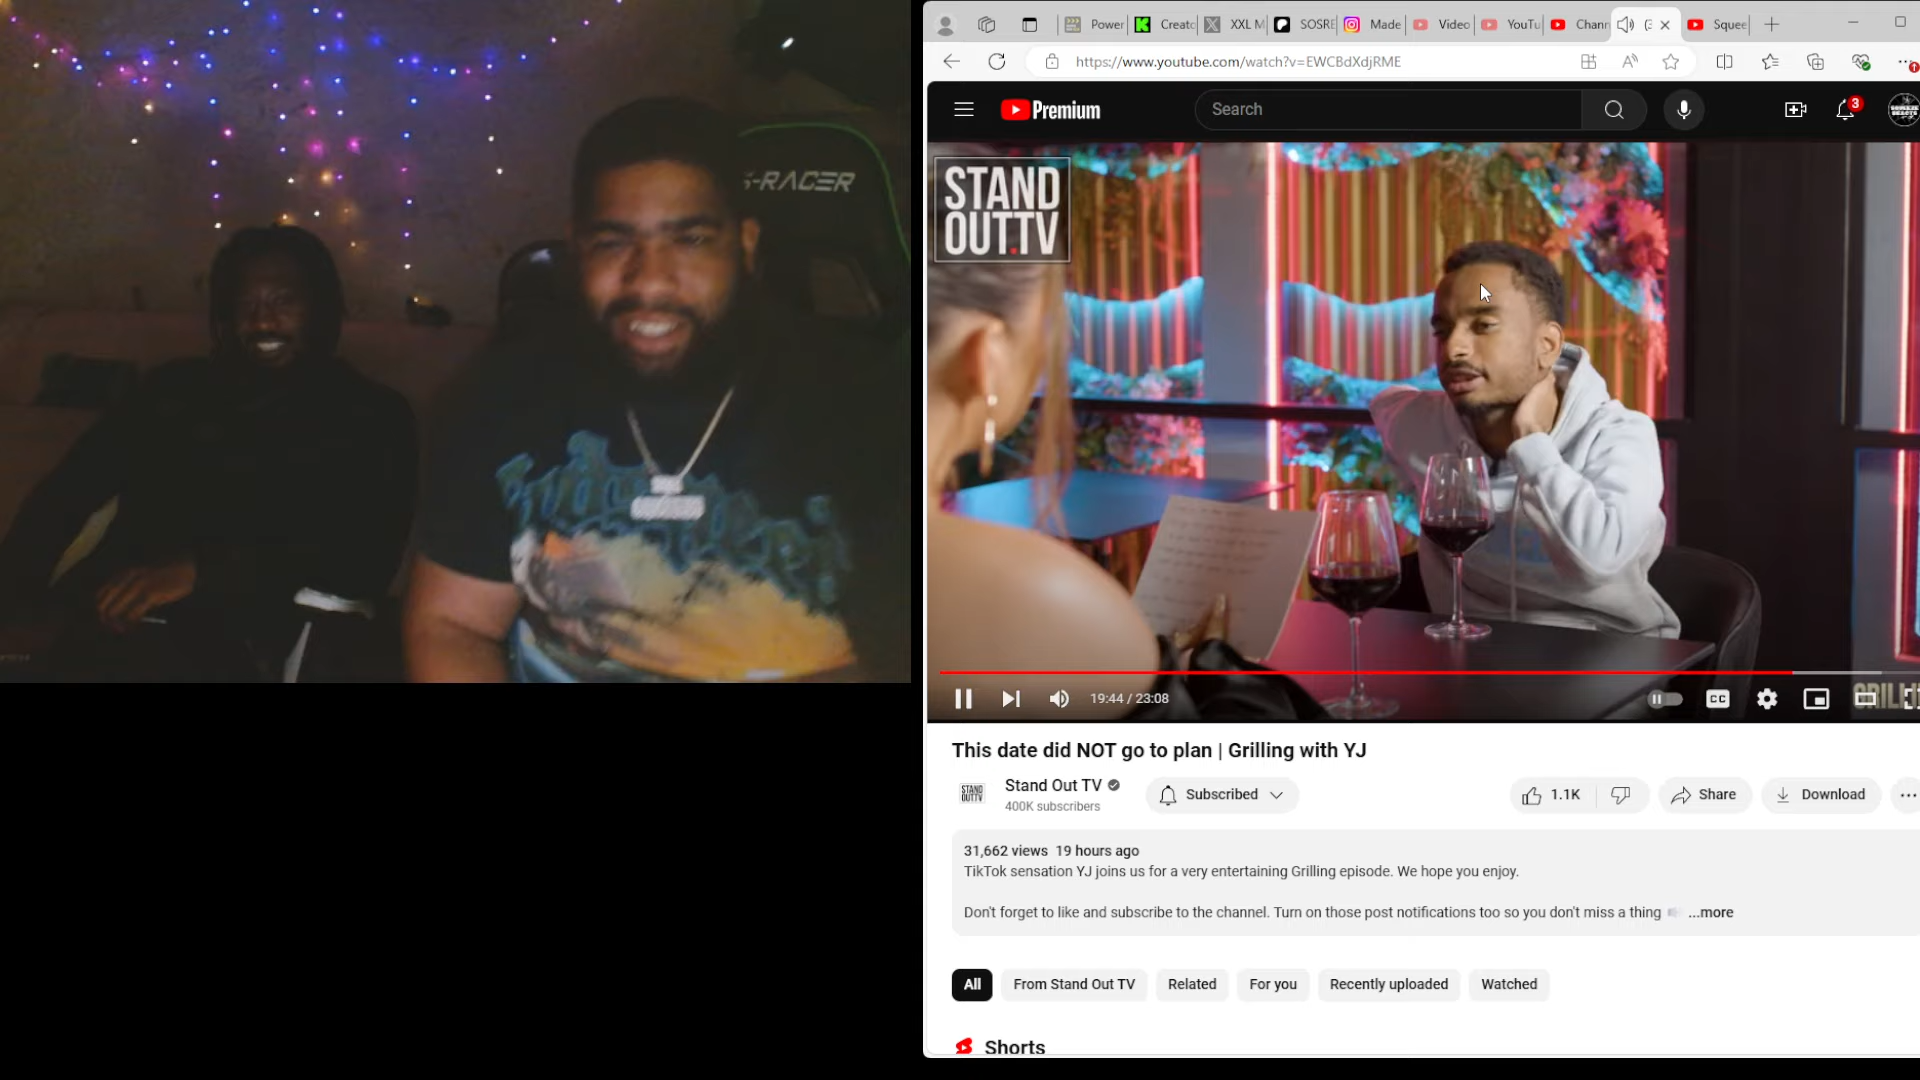 Power
Creato
XXL M
SOSRE
Made
Video
YouTu
Chann
Squee
https://www.youtube.com/watch?v=EWCBdXdjRME
Premium
Search
3
-RACER
STAND
OUT.TV
19:44 / 23:08
CC
This date did NOT go to plan | Grilling with YJ
STAND
OUT.TV
Stand Out TV
400K subscribers
Subscribed
1.1K
Share
Download
31,662 views 19 hours ago
TikTok sensation YJ joins us for a very entertaining Grilling episode. We hope you enjoy.
Don't forget to like and subscribe to the channel. Turn on those post notifications too so you don't miss a thing ...more
All
From Stand Out TV
Related
For you
Recently uploaded
Watched
Shorts